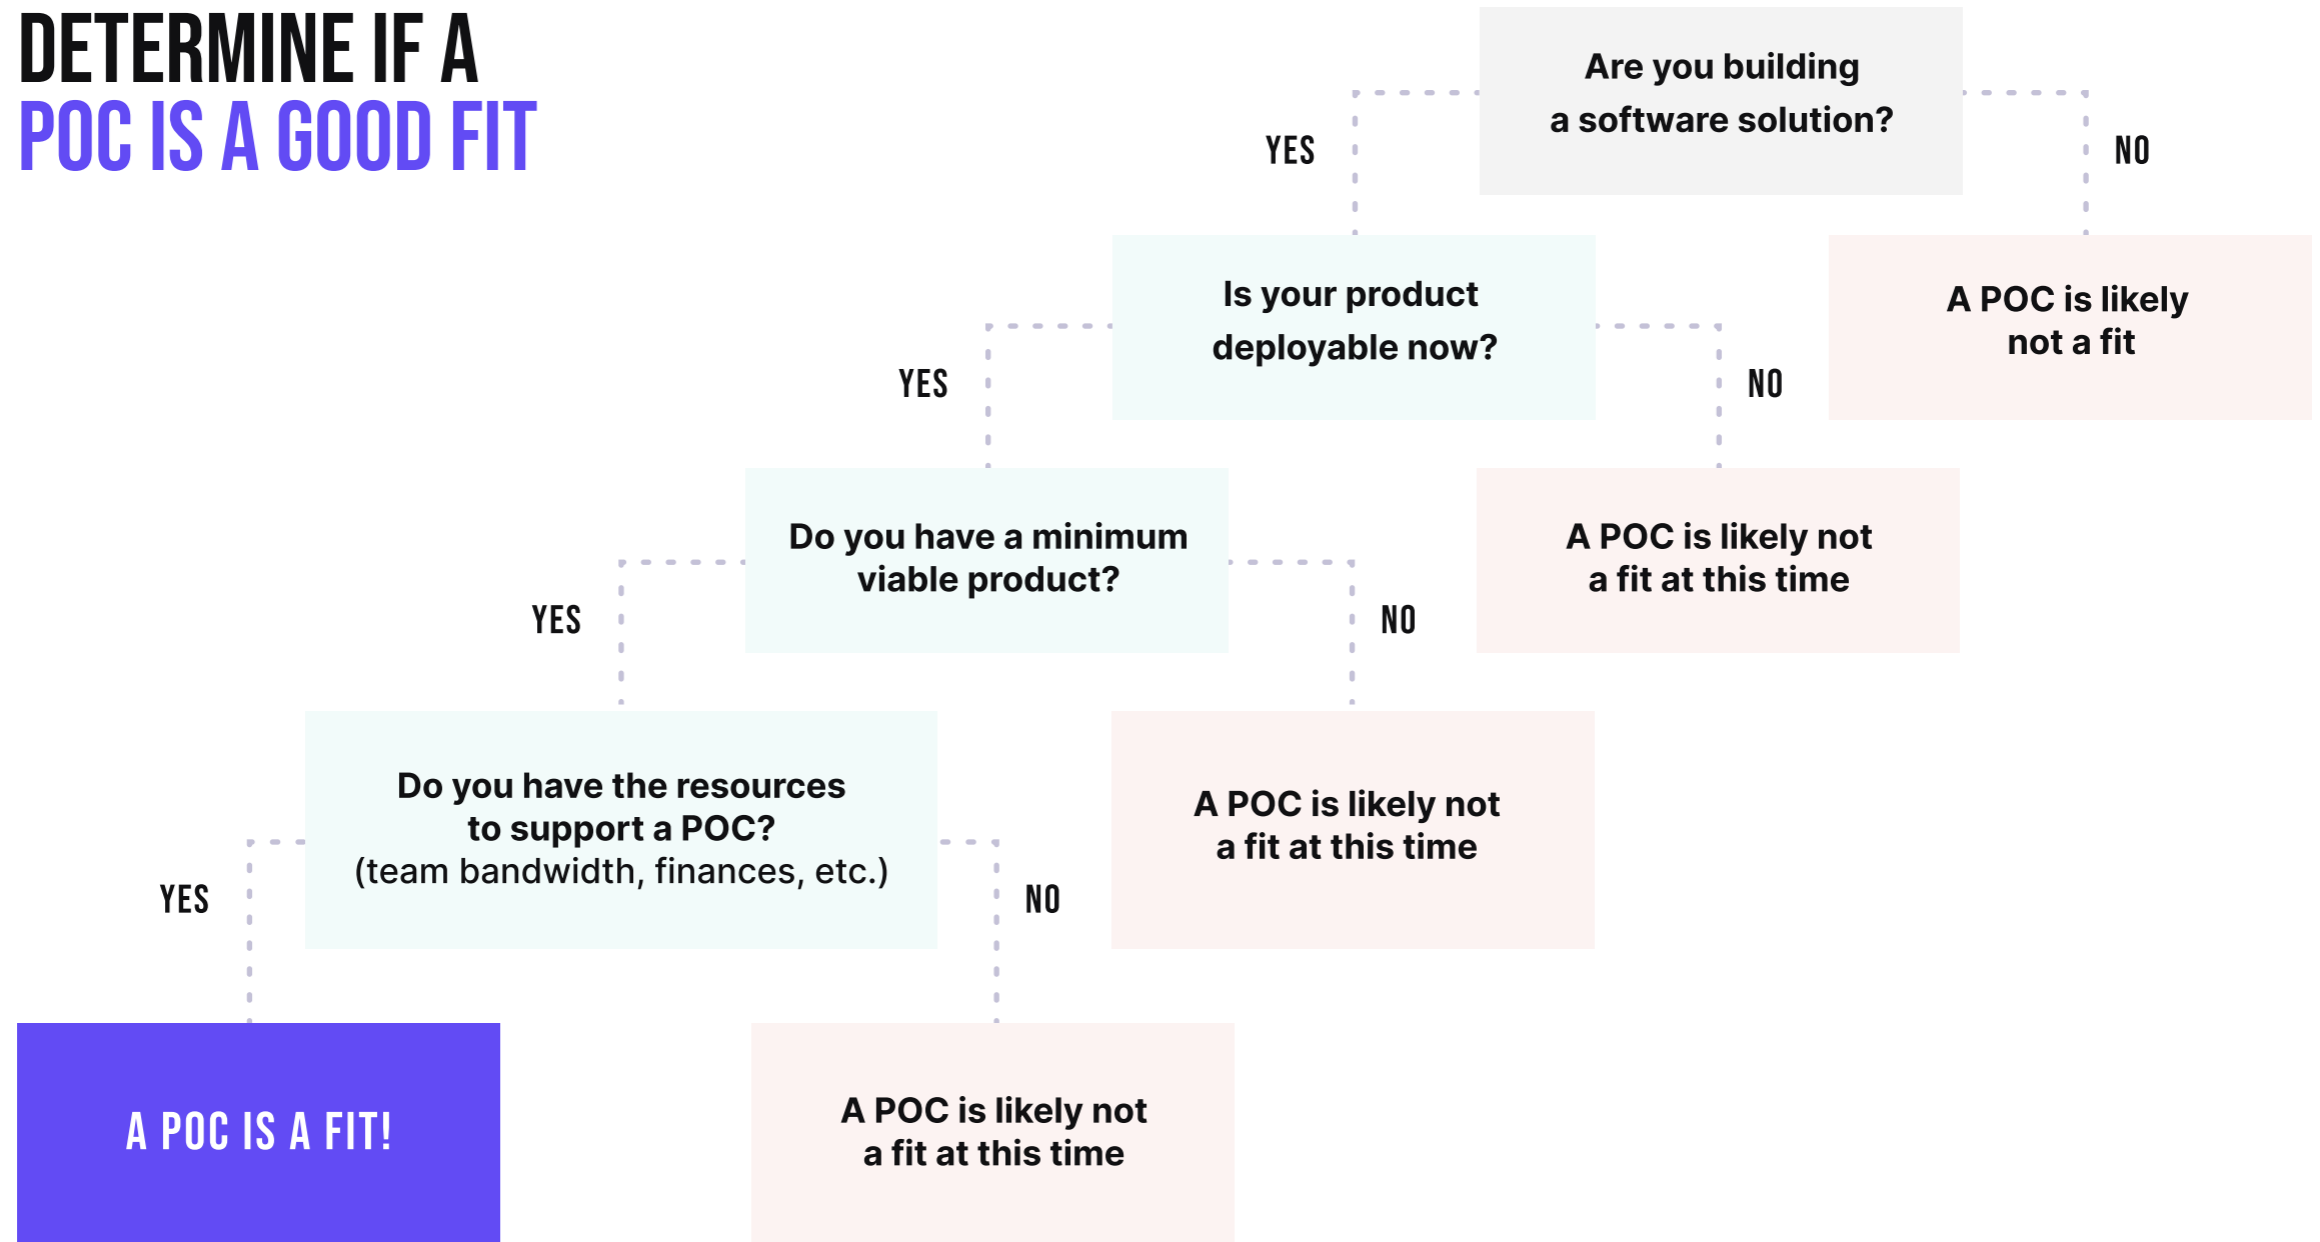 DETERMINE IF A
POC IS A GOOD FIT
Are you building
a software solution?
YES
NO
Is your product
deployable now?
A POC is likely
not a fit
YES
NO
Do you have a minimum
viable product?
A POC is likely not
a fit at this time
YES
NO
Do you have the resources
to support a POC?
(team bandwidth, finances, etc.)
A POC is likely not
a fit at this time
YES
NO
A POC IS A FIT!
A POC is likely not
a fit at this time